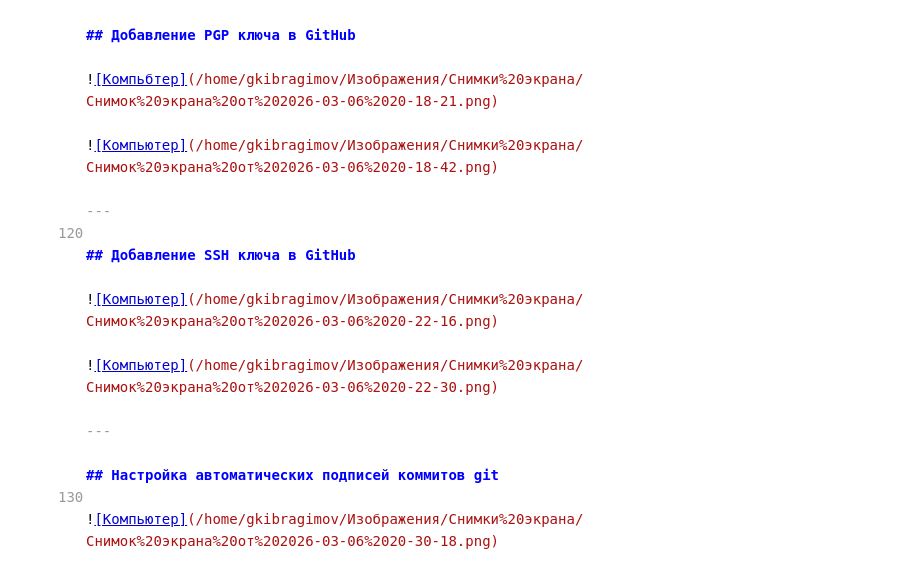 ## Добавление PGP ключа в GitHub
![Компьбтер](/home/gkibragimov/Изображения/Снимки%20экрана/
Снимок%20экрана%20от%202026-03-06%2020-18-21.png)
![Компьютер](/home/gkibragimov/Изображения/Снимки%20экрана/
Снимок%20экрана%20от%202026-03-06%2020-18-42.png)
---
120
## Добавление SSH ключа в GitHub
![Компьютер](/home/gkibragimov/Изображения/Снимки%20экрана/
Снимок%20экрана%20от%202026-03-06%2020-22-16.png)
![Компьютер](/home/gkibragimov/Изображения/Снимки%20экрана/
Снимок%20экрана%20от%202026-03-06%2020-22-30.png)
---
## Настройка автоматических подписей коммитов git
130
![Компьютер](/home/gkibragimov/Изображения/Снимки%20экрана/
Снимок%20экрана%20от%202026-03-06%2020-30-18.png)